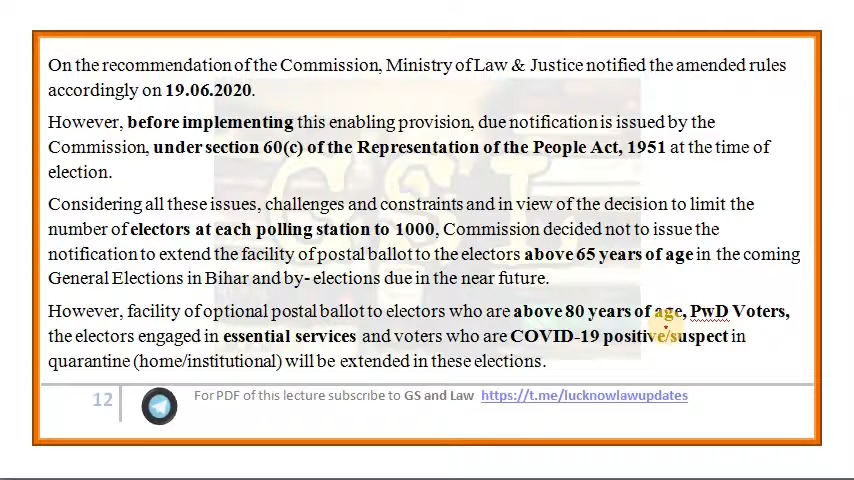 On the recommendation of the Commission, Ministry of Law & Justice notified the amended rules
accordingly on 19.06.2020.
However, before implementing this enabling provision, due notification is issued by the
Commission, under section 60(c) of the Representation of the People Act, 1951 at the time of
election.
Considering all these issues, challenges and constraints and in view of the decision to limit the
number of electors at each polling station to 1000, Commission decided not to issue the
notification to extend the facility of postal ballot to the electors above 65 years of age in the coming
General Elections in Bihar and by- elections due in the near future.
However, facility of optional postal ballot to electors who are above 80 years of age, PwD Voters,
the electors engaged in essential services and voters who are COVID-19 positive/suspect in
quarantine (home/institutional) will be extended in these elections.
GSL
12
For PDF of this lecture subscribe to GS and Law https://t.me/lucknowlawupdates